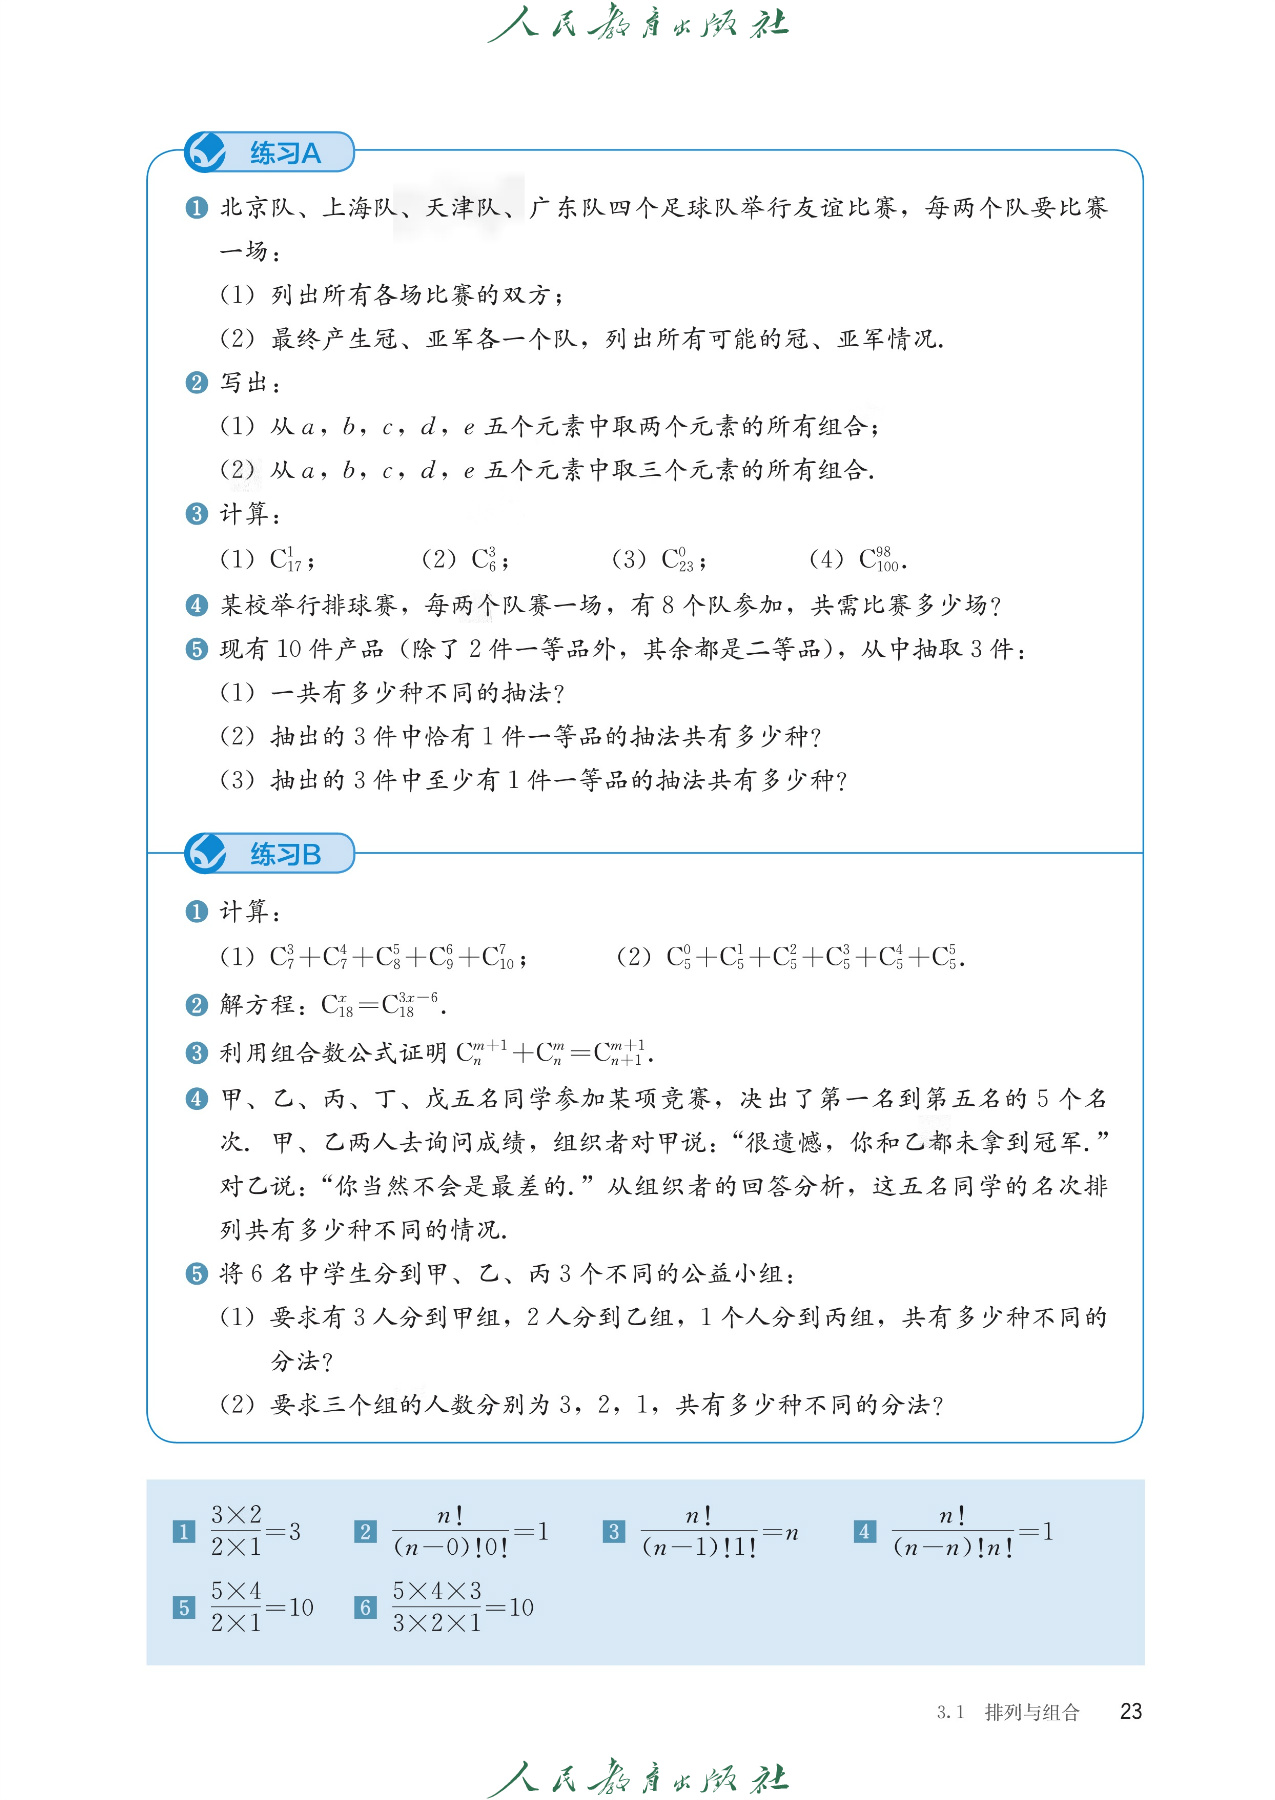 人民教育出版社
练习A
1 北京队、上海队、天津队、广东队四个足球队举行友谊比赛，每两个队要比赛
一场：
（1）列出所有各场比赛的双方；
（2）最终产生冠、亚军各一个队，列出所有可能的冠、亚军情况.
2 写出：
（1）从 a，b，c，d，e 五个元素中取两个元素的所有组合；
（2）从 a，b，c，d，e 五个元素中取三个元素的所有组合.
3 计算：
（1）C_{17}^{1}； （2）C_{6}^{3}； （3）C_{23}^{0}； （4）C_{100}^{98}.
4 某校举行排球赛，每两个队赛一场，有 8 个队参加，共需比赛多少场？
5 现有 10 件产品（除了 2 件一等品外，其余都是二等品），从中抽取 3 件：
（1）一共有多少种不同的抽法？
（2）抽出的 3 件中恰有 1 件一等品的抽法共有多少种？
（3）抽出的 3 件中至少有 1 件一等品的抽法共有多少种？
练习B
1 计算：
（1）C_{7}^{3}+C_{7}^{4}+C_{8}^{5}+C_{9}^{6}+C_{10}^{7}； （2）C_{5}^{0}+C_{5}^{1}+C_{5}^{2}+C_{5}^{3}+C_{5}^{4}+C_{5}^{5}.
2 解方程：C_{18}^{x}=C_{18}^{3x-6}.
3 利用组合数公式证明 C_{n}^{m+1}+C_{n}^{m}=C_{n+1}^{m+1}.
4 甲、乙、丙、丁、戊五名同学参加某项竞赛，决出了第一名到第五名的 5 个名
次. 甲、乙两人去询问成绩，组织者对甲说：“很遗憾，你和乙都未拿到冠军.”
对乙说：“你当然不会是最差的.”从组织者的回答分析，这五名同学的名次排
列共有多少种不同的情况.
5 将 6 名中学生分到甲、乙、丙 3 个不同的公益小组：
（1）要求有 3 人分到甲组，2 人分到乙组，1 个人分到丙组，共有多少种不同的
分法？
（2）要求三个组的人数分别为 3，2，1，共有多少种不同的分法？
1 \frac{3×2}{2×1}=3 2 \frac{n!}{(n-0)!0!}=1 3 \frac{n!}{(n-1)!1!}=n 4 \frac{n!}{(n-n)!n!}=1
5 \frac{5×4}{2×1}=10 6 \frac{5×4×3}{3×2×1}=10
3.1 排列与组合 23
人民教育出版社